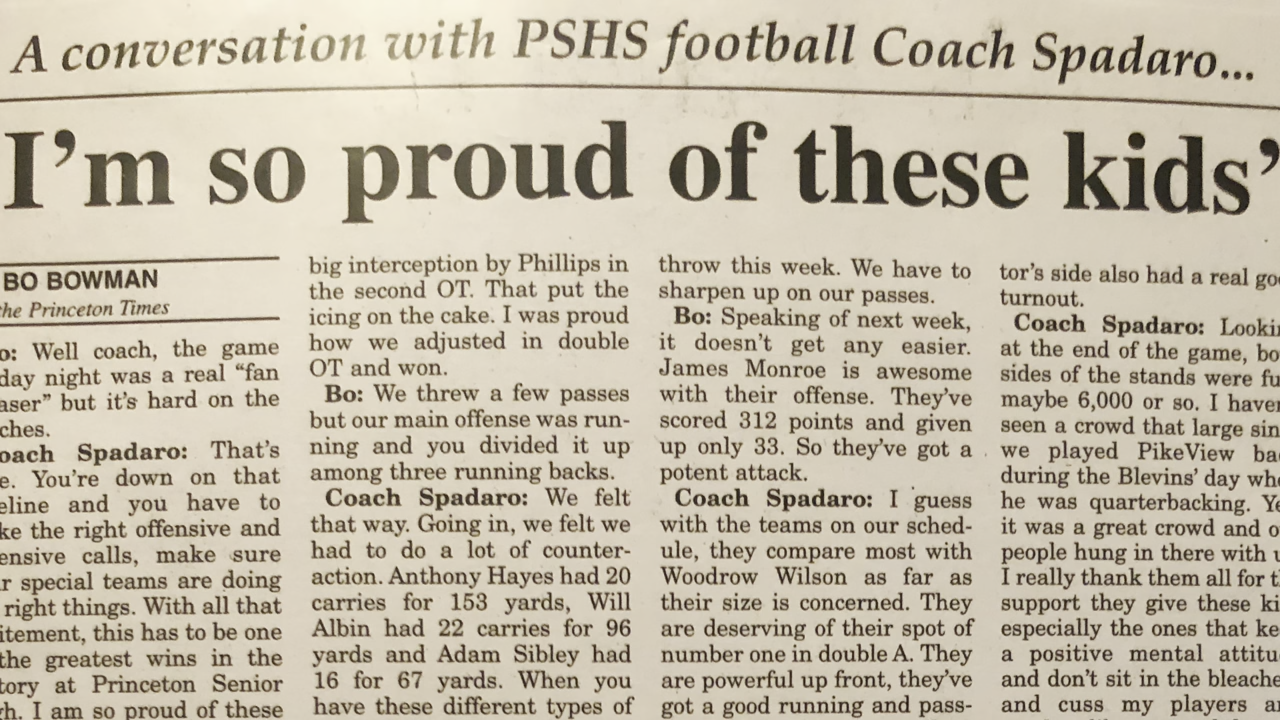 A conversation with PSHS football Coach Spadaro...
I'm so proud of these kids'
BO BOWMAN
the Princeton Times
o: Well coach, the game
day night was a real "fan
aser" but it's hard on the
ches.
oach Spadaro: That's
e. You're down on that
eline and you have to
ke the right offensive and
ensive calls, make sure
r special teams are doing
right things. With all that
itement, this has to be one
the greatest wins in the
tory at Princeton Senior
gh. I am so proud of these
big interception by Phillips in
the second OT. That put the
icing on the cake. I was proud
how we adjusted in double
OT and won.
Bo: We threw a few passes
but our main offense was run-
ning and you divided it up
among three running backs.
Coach Spadaro: We felt
that way. Going in, we felt we
had to do a lot of counter-
action. Anthony Hayes had 20
carries for 153 yards, Will
Albin had 22 carries for 96
yards and Adam Sibley had
16 for 67 yards. When you
have these different types of
throw this week. We have to
sharpen up on our passes.
Bo: Speaking of next week,
it doesn't get any easier.
James Monroe is awesome
with their offense. They've
scored 312 points and given
up only 33. So they've got a
potent attack.
Coach Spadaro: I guess
with the teams on our sched-
ule, they compare most with
Woodrow Wilson as far as
their size is concerned. They
are deserving of their spot of
number one in double A. They
are powerful up front, they've
got a good running and pass-
tor's side also had a real goo
turnout.
Coach Spadaro: Lookin
at the end of the game, bo
sides of the stands were fu
maybe 6,000 or so. I haven
seen a crowd that large sin
we played PikeView ba
during the Blevins' day whe
he was quarterbacking. Ye
it was a great crowd and o
people hung in there with u
I really thank them all for th
support they give these ki
especially the ones that ke
a positive mental attitu
and don't sit in the bleache
and cuss my players a